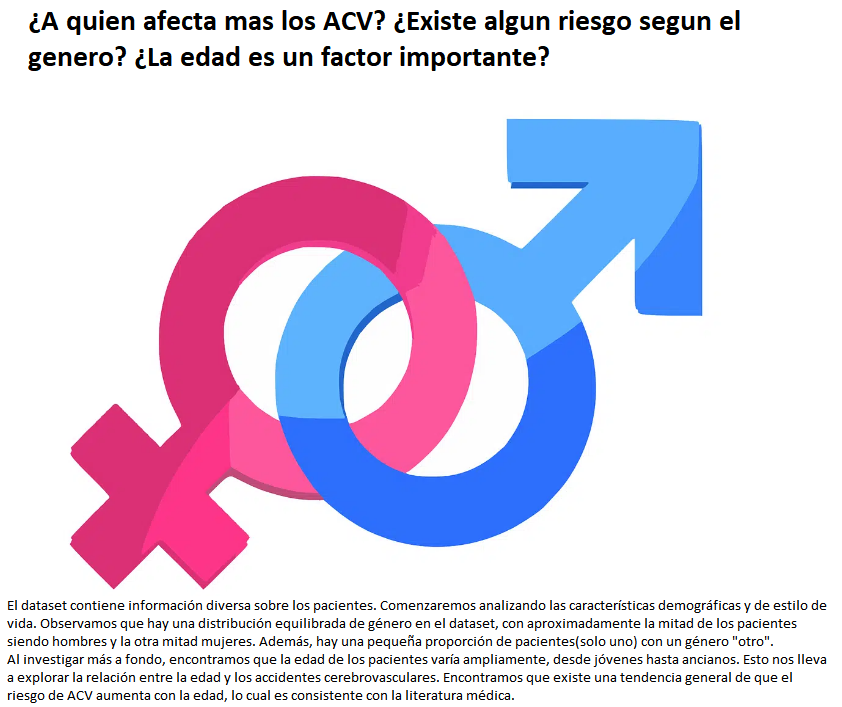 ¿A quien afecta mas los ACV? ¿Existe algun riesgo segun el
genero? ¿La edad es un factor importante?
El dataset contiene información diversa sobre los pacientes. Comenzaremos analizando las características demográficas y de estilo de
vida. Observamos que hay una distribución equilibrada de género en el dataset, con aproximadamente la mitad de los pacientes
siendo hombres y la otra mitad mujeres. Además, hay una pequeña proporción de pacientes(solo uno) con un género "otro".
Al investigar más a fondo, encontramos que la edad de los pacientes varía ampliamente, desde jóvenes hasta ancianos. Esto nos lleva
a explorar la relación entre la edad y los accidentes cerebrovasculares. Encontramos que existe una tendencia general de que el
riesgo de ACV aumenta con la edad, lo cual es consistente con la literatura médica.